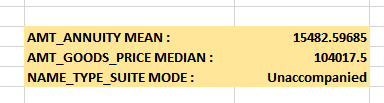 AMT_ANNUITY MEAN : 15482.59685
AMT_GOODS_PRICE MEDIAN : 104017.5
NAME_TYPE_SUITE MODE : Unaccompanied